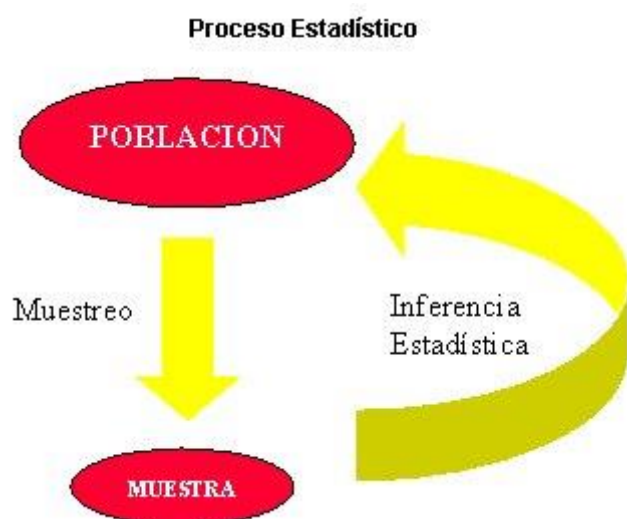 Proceso Estadístico
POBLACION
Muestreo
Inferencia
Estadística
MUESTRA